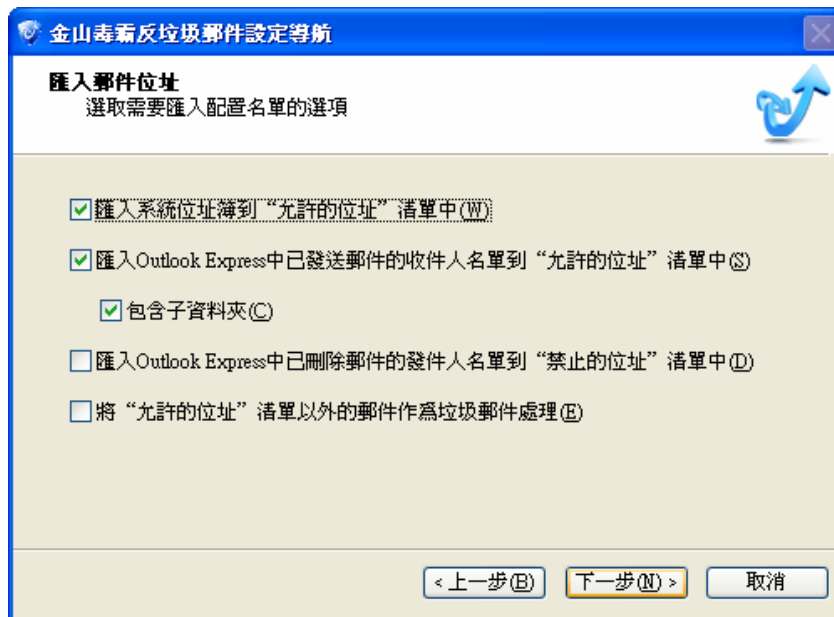 金山毒霸反垃圾郵件設定導航
匯入郵件位址
選取需要匯入配置名單的選項
匯入系統位址簿到“允許的位址”清單中(W)
匯入Outlook Express中已發送郵件的收件人名單到“允許的位址”清單中(S)
包含子資料夾(C)
匯入Outlook Express中已刪除郵件的發件人名單到“禁止的位址”清單中(D)
將“允許的位址”清單以外的郵件作爲垃圾郵件處理(E)
<上一步(B) 下一步(N)> 取消